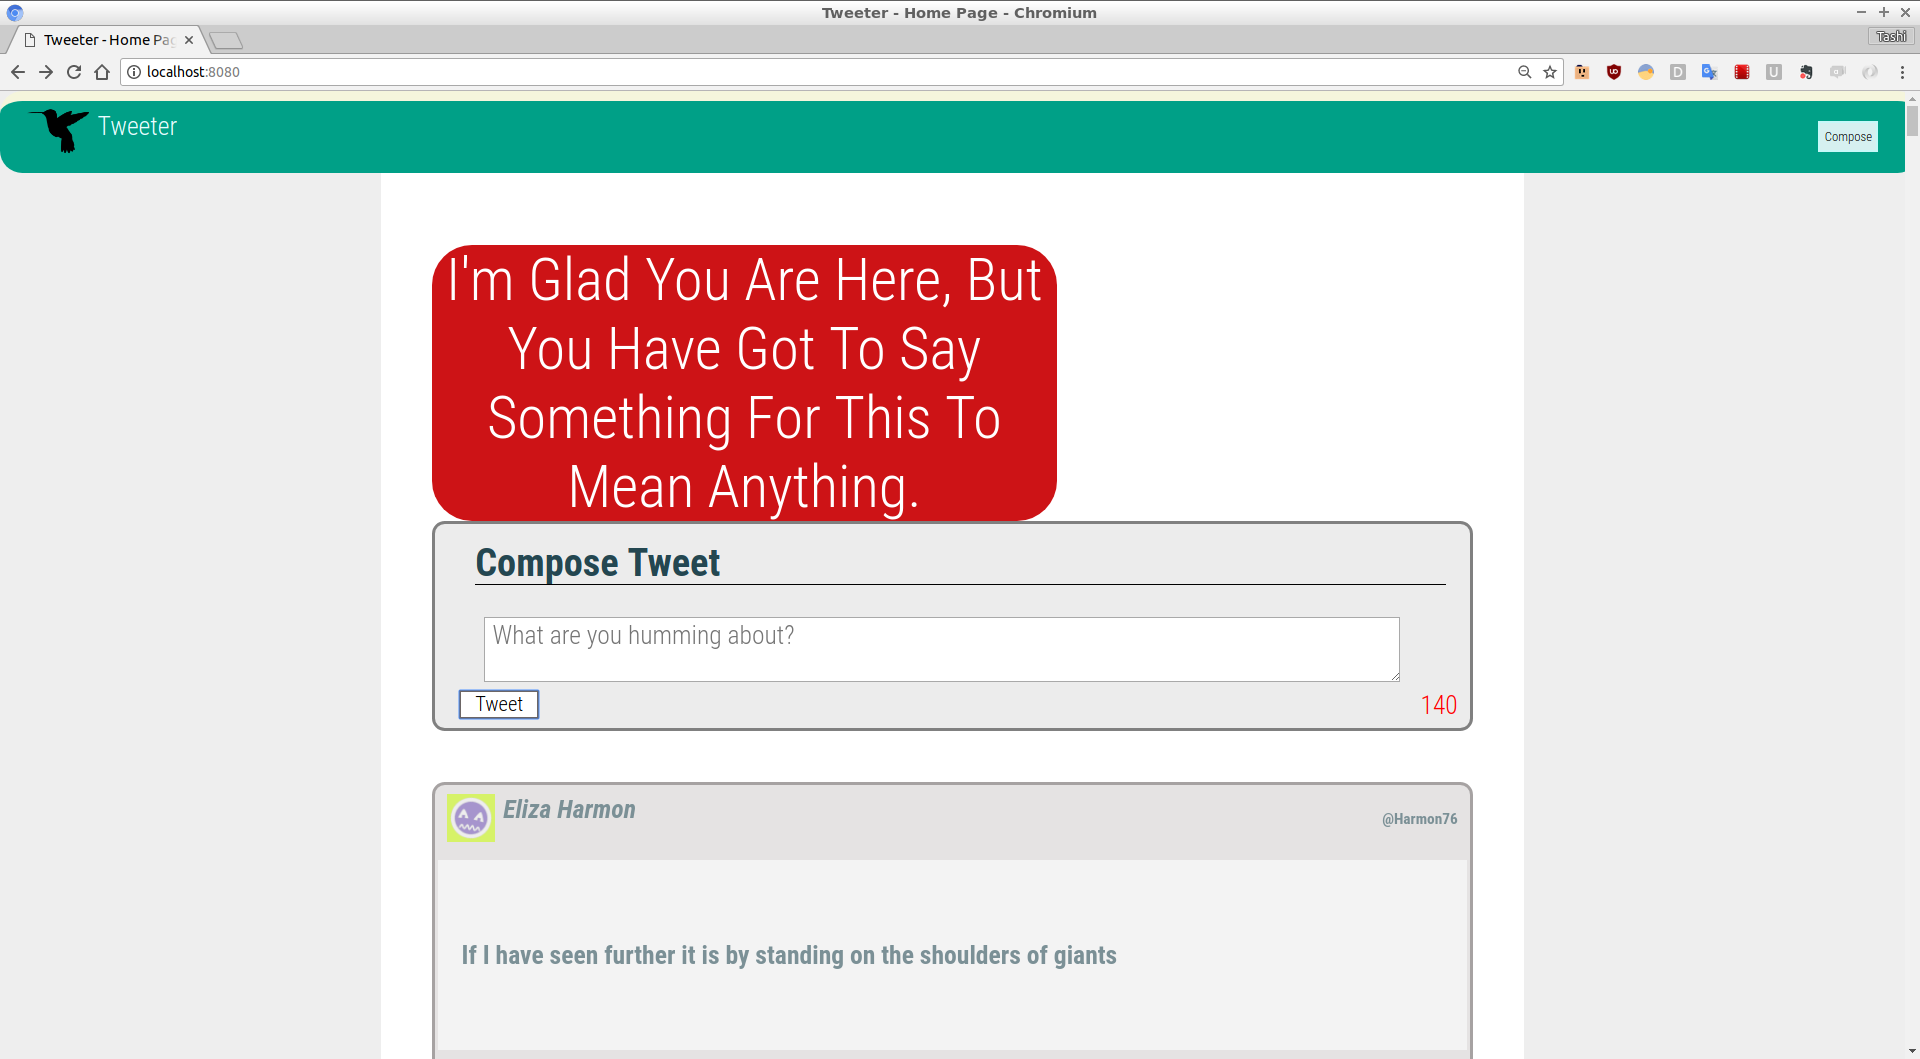 Tweeter - Home Page - Chromium
Tweeter - Home Pa
Tashi
localhost:8080
Tweeter
Compose
I'm Glad You Are Here, But
You Have Got To Say
Something For This To
Mean Anything.
Compose Tweet
What are you humming about?
Tweet
140
Eliza Harmon
@Harmon76
If I have seen further it is by standing on the shoulders of giants